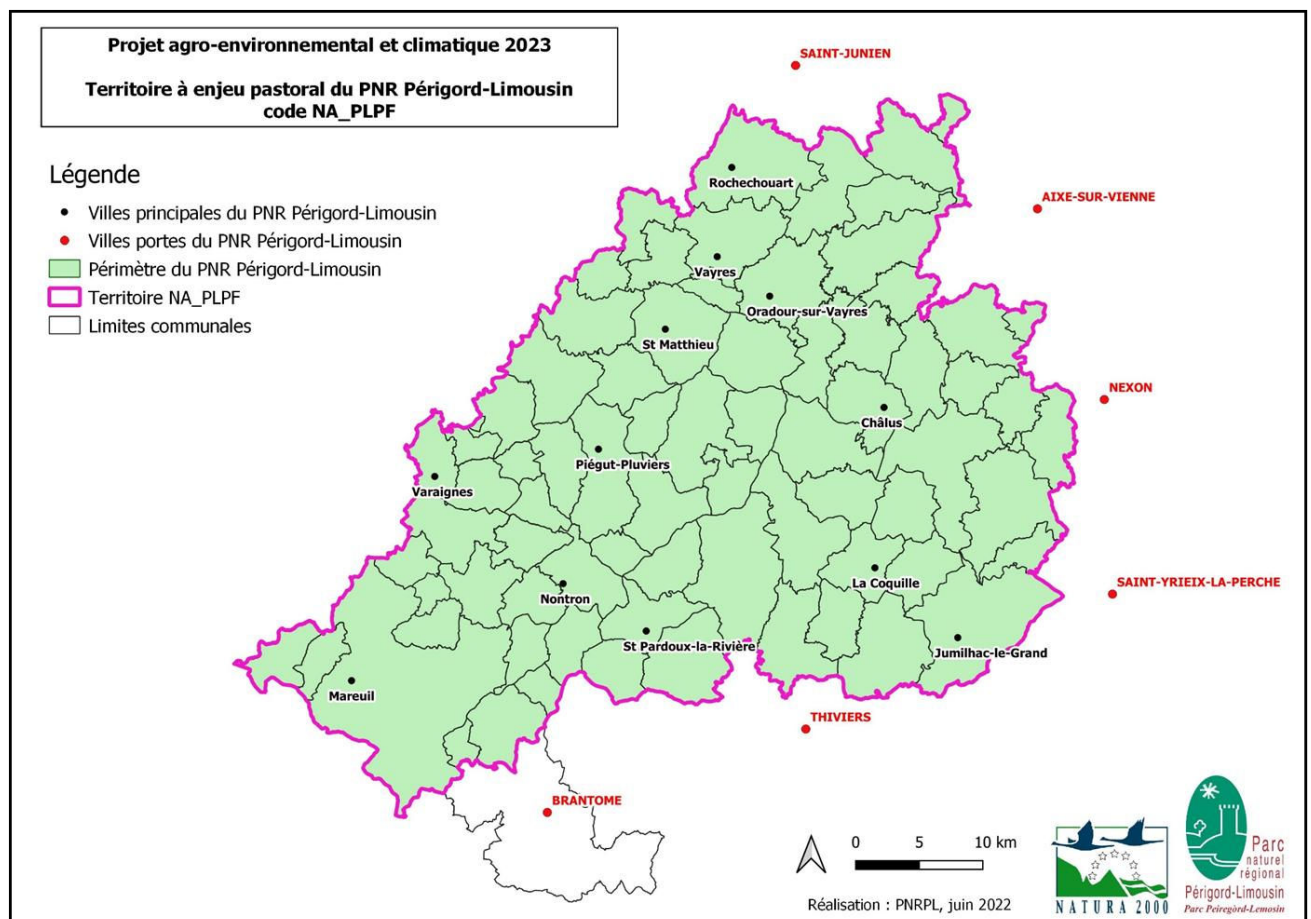 Projet agro-environnemental et climatique 2023
Territoire à enjeu pastoral du PNR Périgord-Limousin
code NA_PLPF
Légende
Villes principales du PNR Périgord-Limousin
Villes portes du PNR Périgord-Limousin
Périmètre du PNR Périgord-Limousin
Territoire NA_PLPF
Limites communales
SAINT-JUNIEN
Rochechouart
AIXE-SUR-VIENNE
Vayres
Oradour-sur-Vayres
St Matthieu
NEXON
Châlus
Piégut-Pluviers
Varaignes
La Coquille
SAINT-YRIEIX-LA-PERCHE
Nontron
St Pardoux-la-Rivière
Jumilhac-le-Grand
Mareuil
THIVIERS
BRANTOME
0 5 10 km
Réalisation : PNRPL, juin 2022
NATURA 2000
Parc
naturel
régional
Périgord-Limousin
Parc Peiregòrd-Lemosin